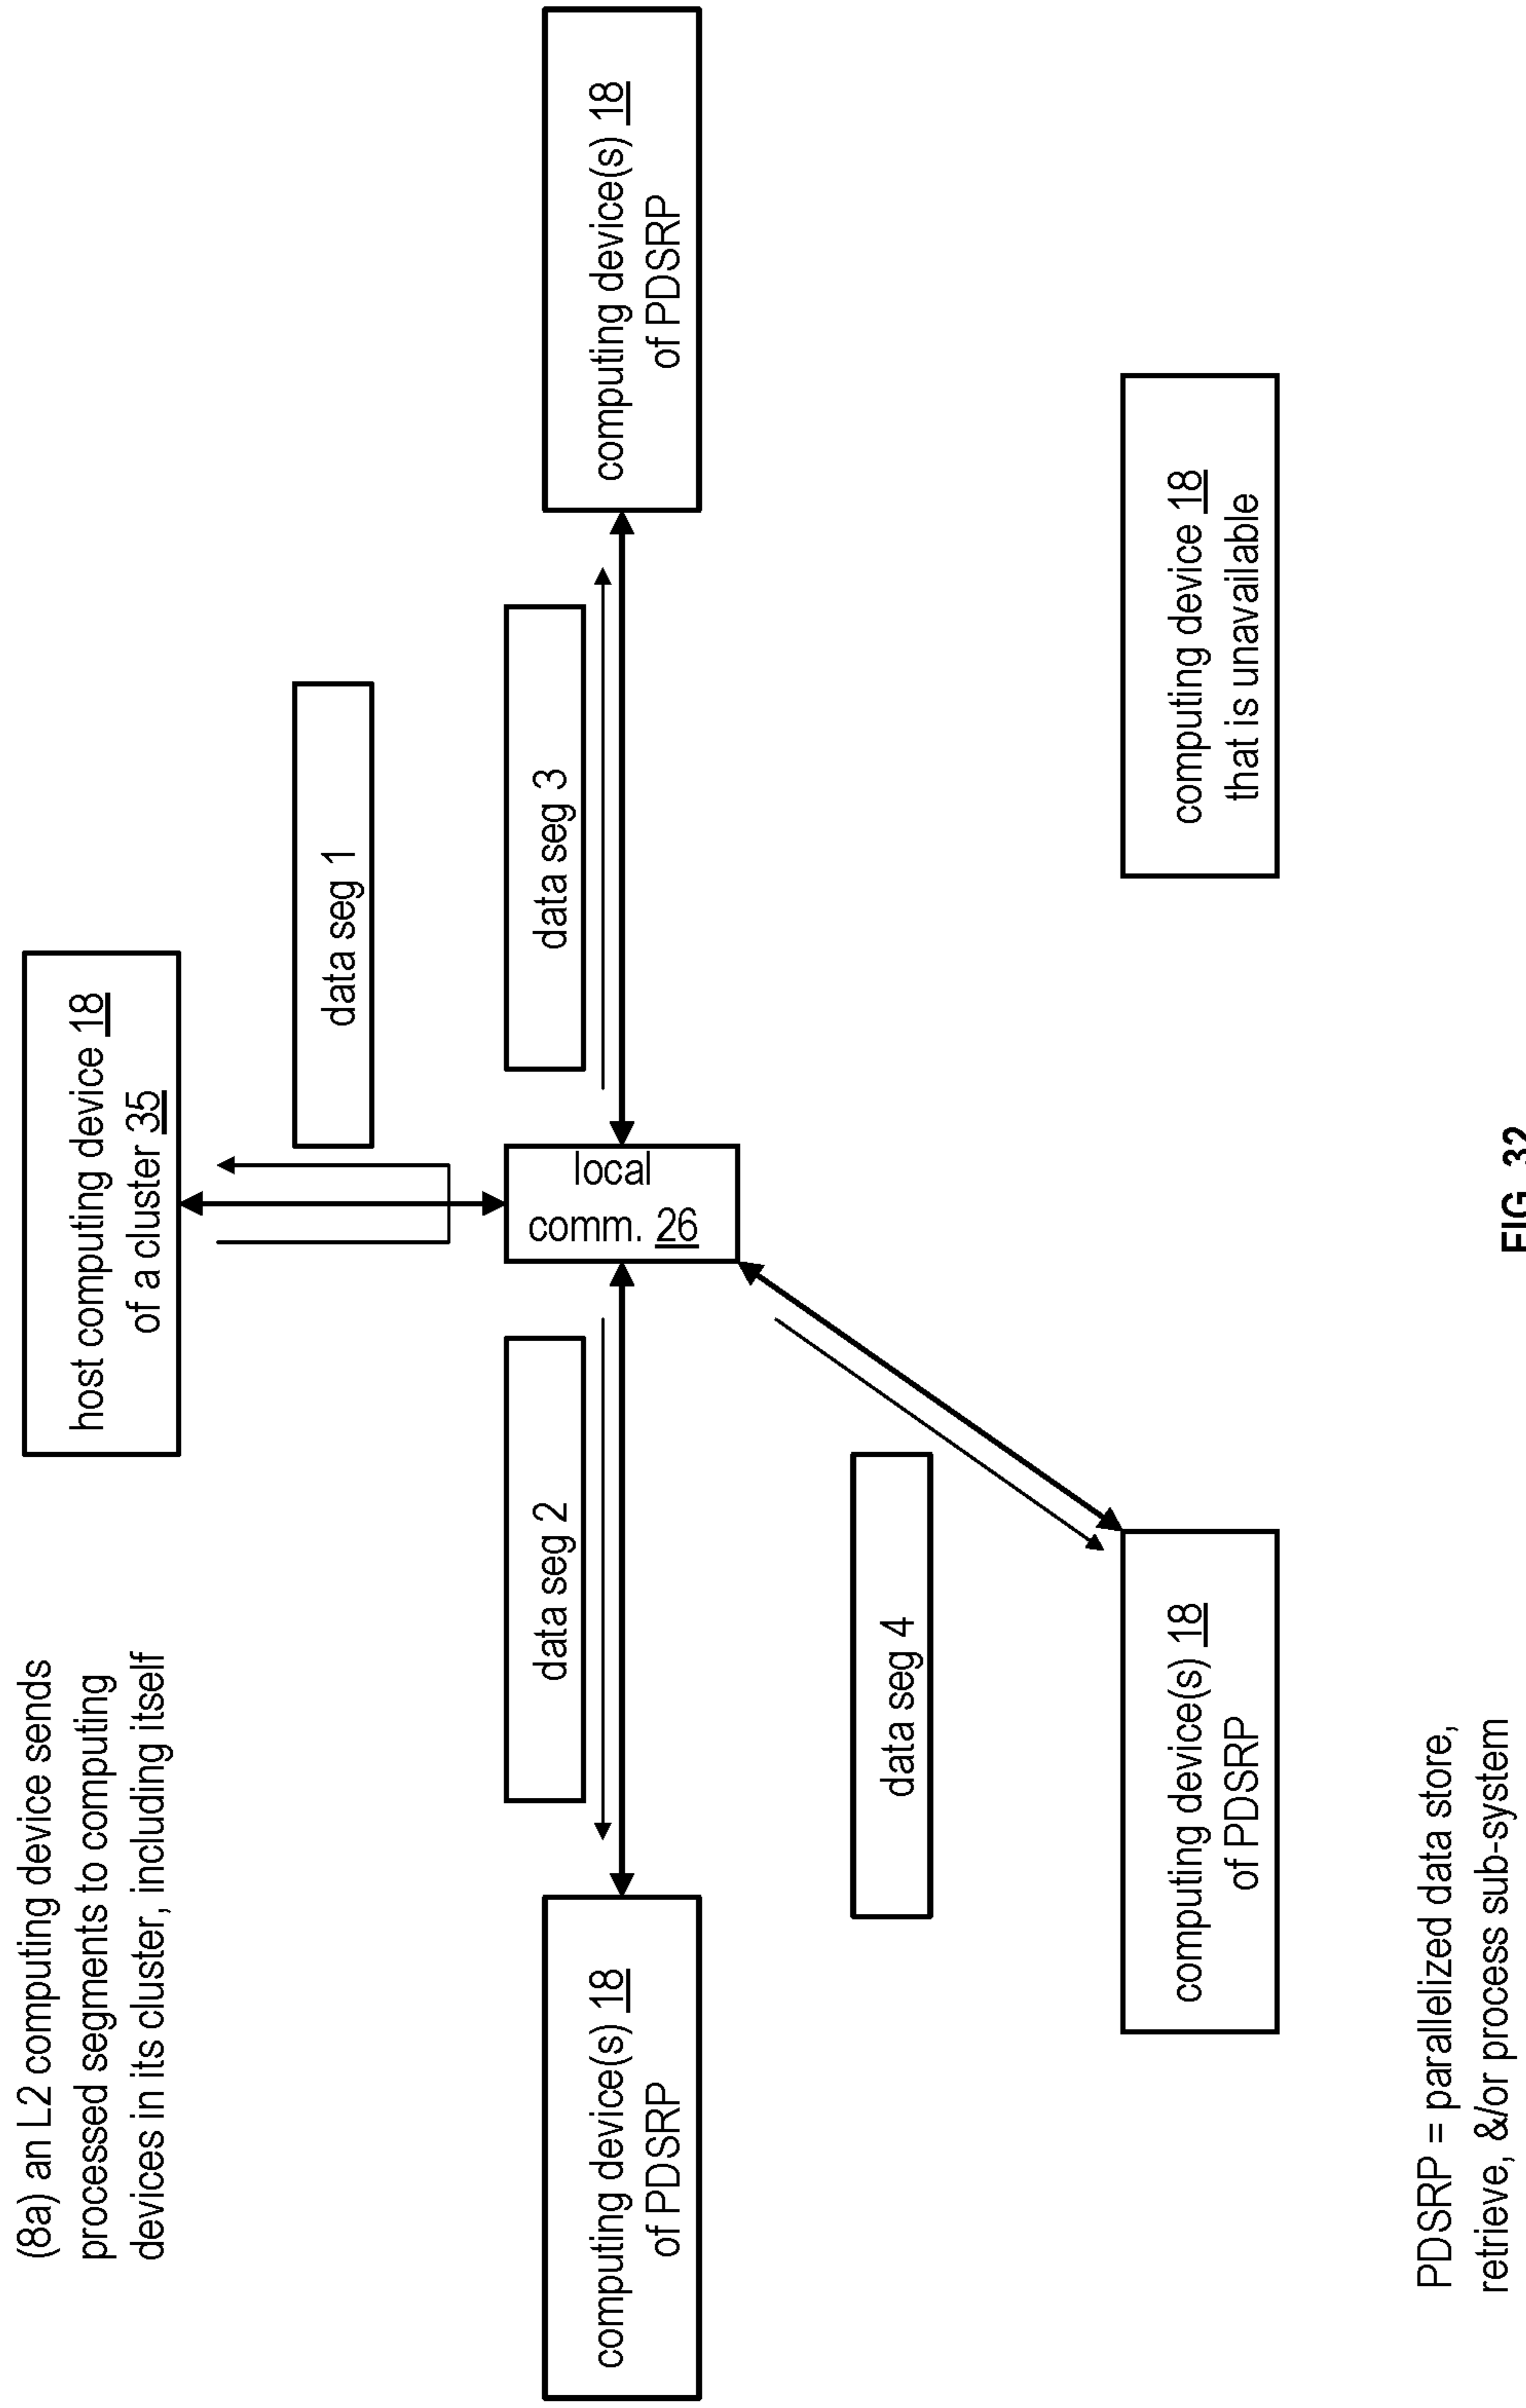 (8a) an L2 computing device sends
processed segments to computing
devices in its cluster, including itself
host computing device 18
of a cluster 35
data seg 1
data seg 2
data seg 3
local
comm. 26
computing device(s) 18
of PDSRP
computing device(s) 18
of PDSRP
data seg 4
computing device(s) 18
of PDSRP
computing device 18
that is unavailable
PDSRP = parallelized data store,
retrieve, &/or process sub-system
FIG. 32